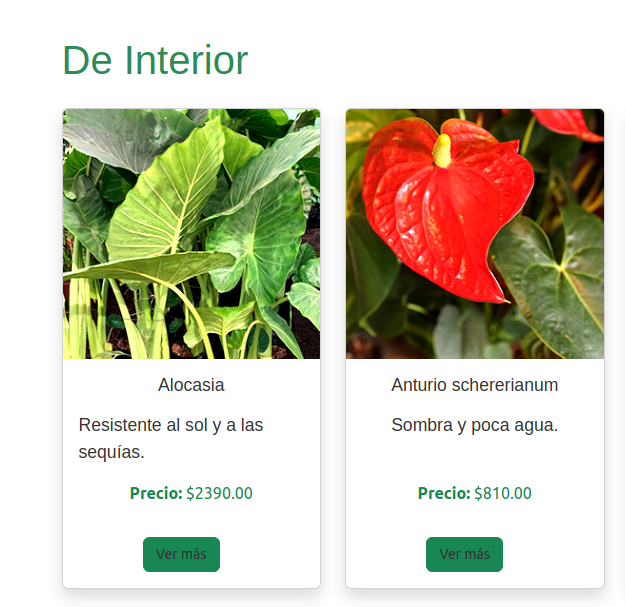 De Interior
Alocasia
Resistente al sol y a las
sequías.
Precio: $2390.00
Ver más
Anturio schererianum
Sombra y poca agua.
Precio: $810.00
Ver más